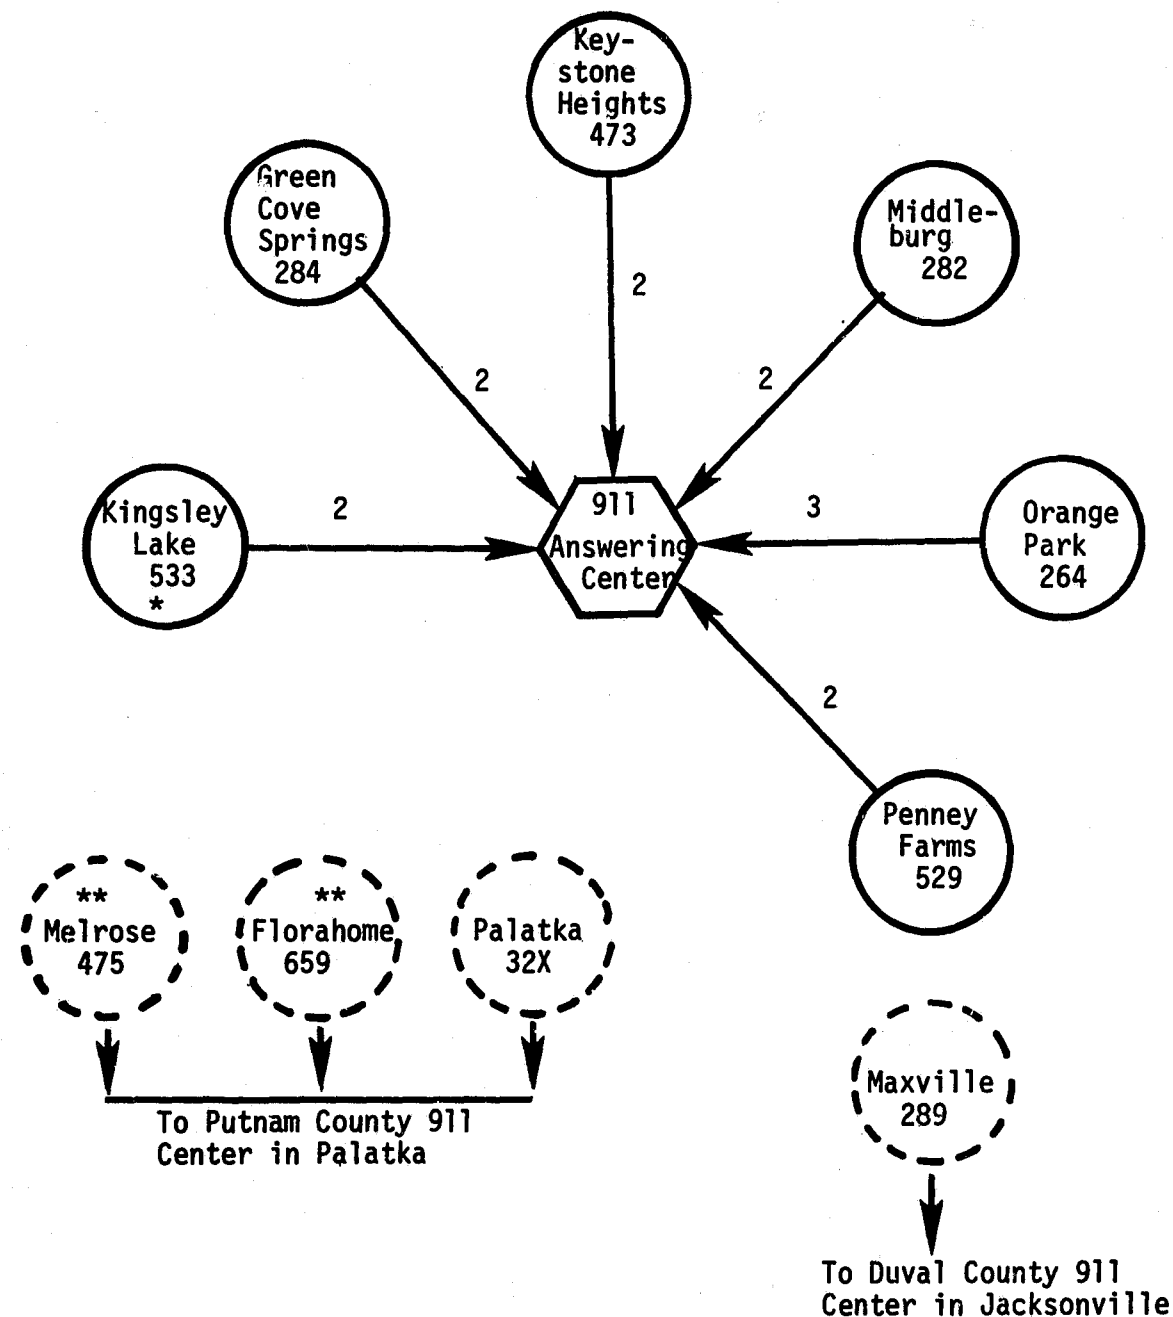 Key-
stone
Heights
473
Green
Cove
Springs
284
Middle-
burg
282
2
2
2
Kingsley
Lake
533
*
2
911
Answering
Center
3
Orange
Park
264
2
Penney
Farms
529
**
Melrose
475
**
Florahome
659
Palatka
32X
To Putnam County 911
Center in Palatka
Maxville
289
To Duval County 911
Center in Jacksonville